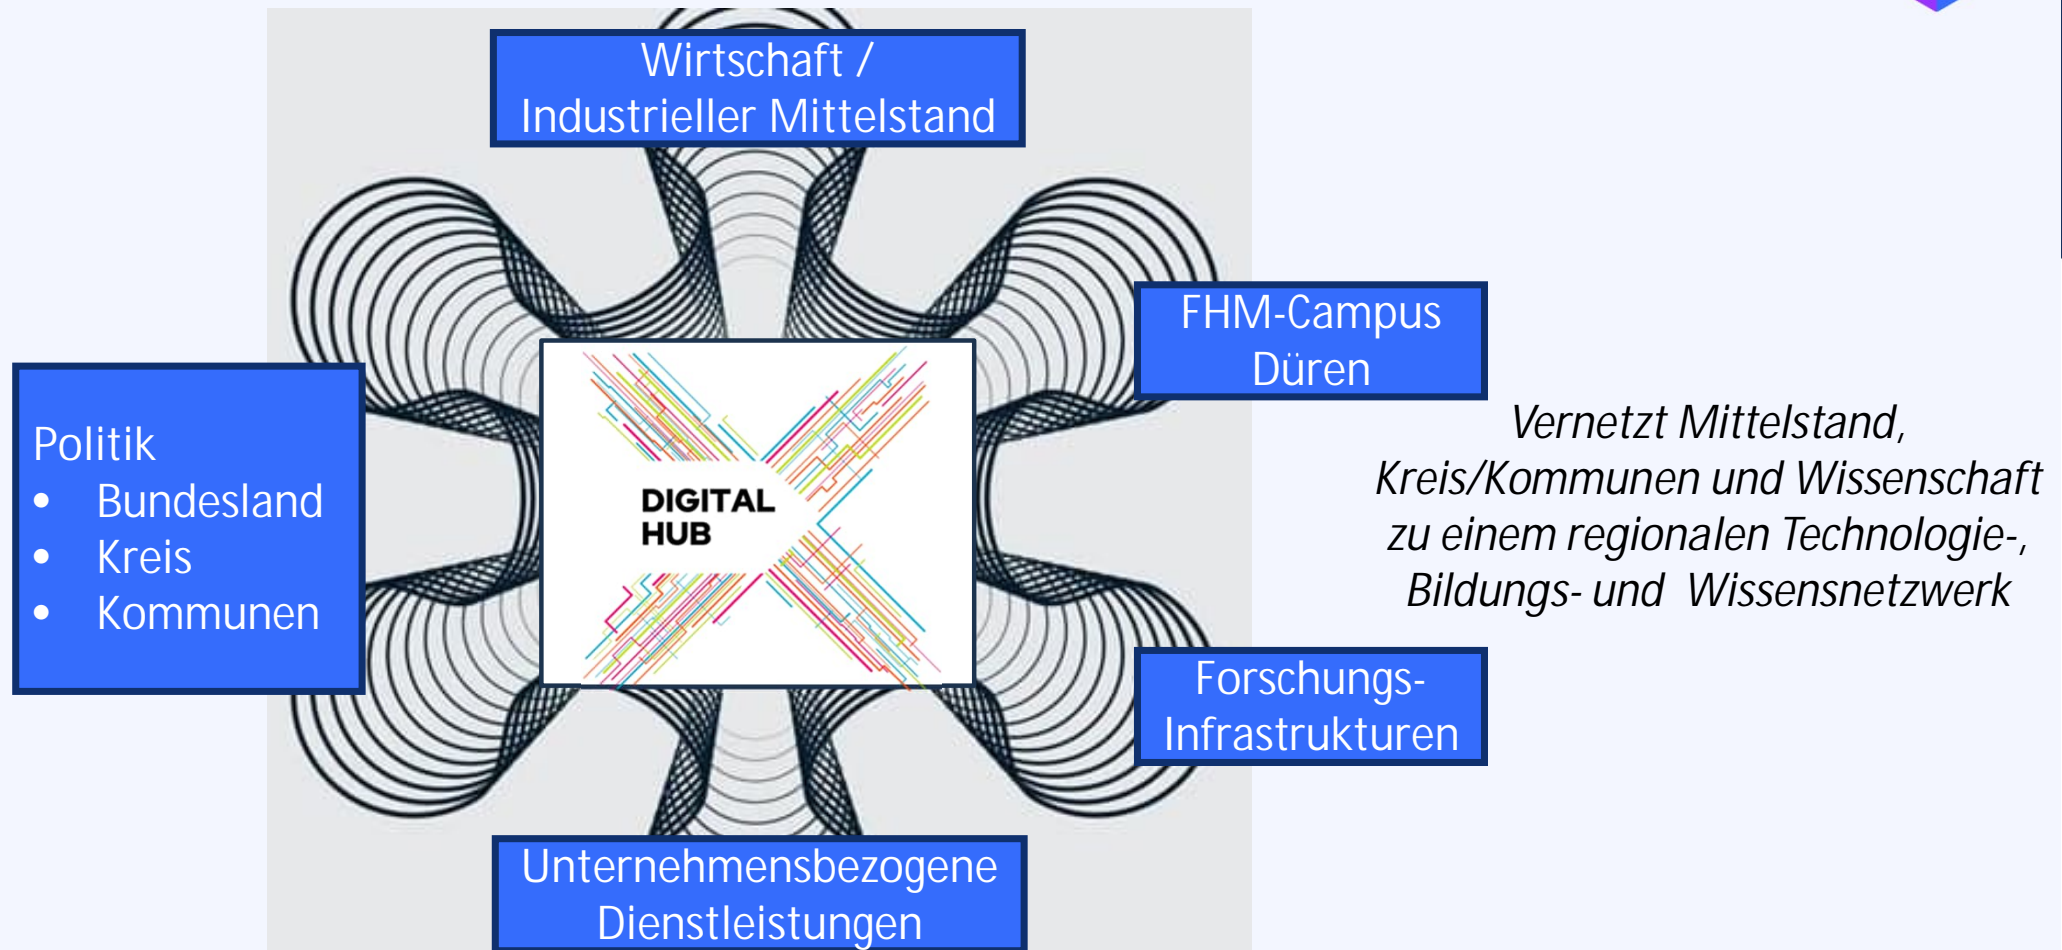 Wirtschaft /
Industrieller Mittelstand
FHM-Campus
Düren
Politik
• Bundesland
• Kreis
• Kommunen
DIGITAL
HUB
Vernetzt Mittelstand,
Kreis/Kommunen und Wissenschaft
zu einem regionalen Technologie-,
Bildungs- und Wissensnetzwerk
Forschungs-
Infrastrukturen
Unternehmensbezogene
Dienstleistungen